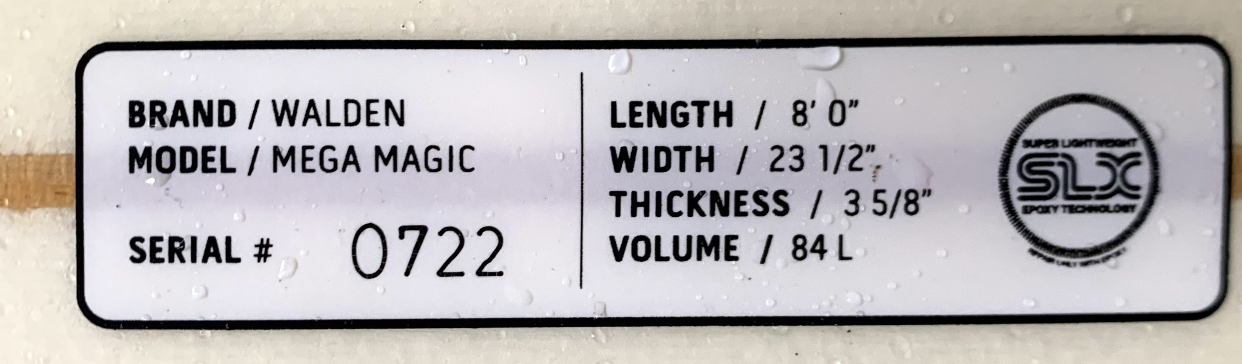 BRAND / WALDEN
MODEL / MEGA MAGIC
SERIAL # 0722
LENGTH / 8' 0"
WIDTH / 23 1/2"
THICKNESS / 3 5/8"
VOLUME / 84 L
SUPER LIGHTWEIGHT
SLX
EPOXY TECHNOLOGY